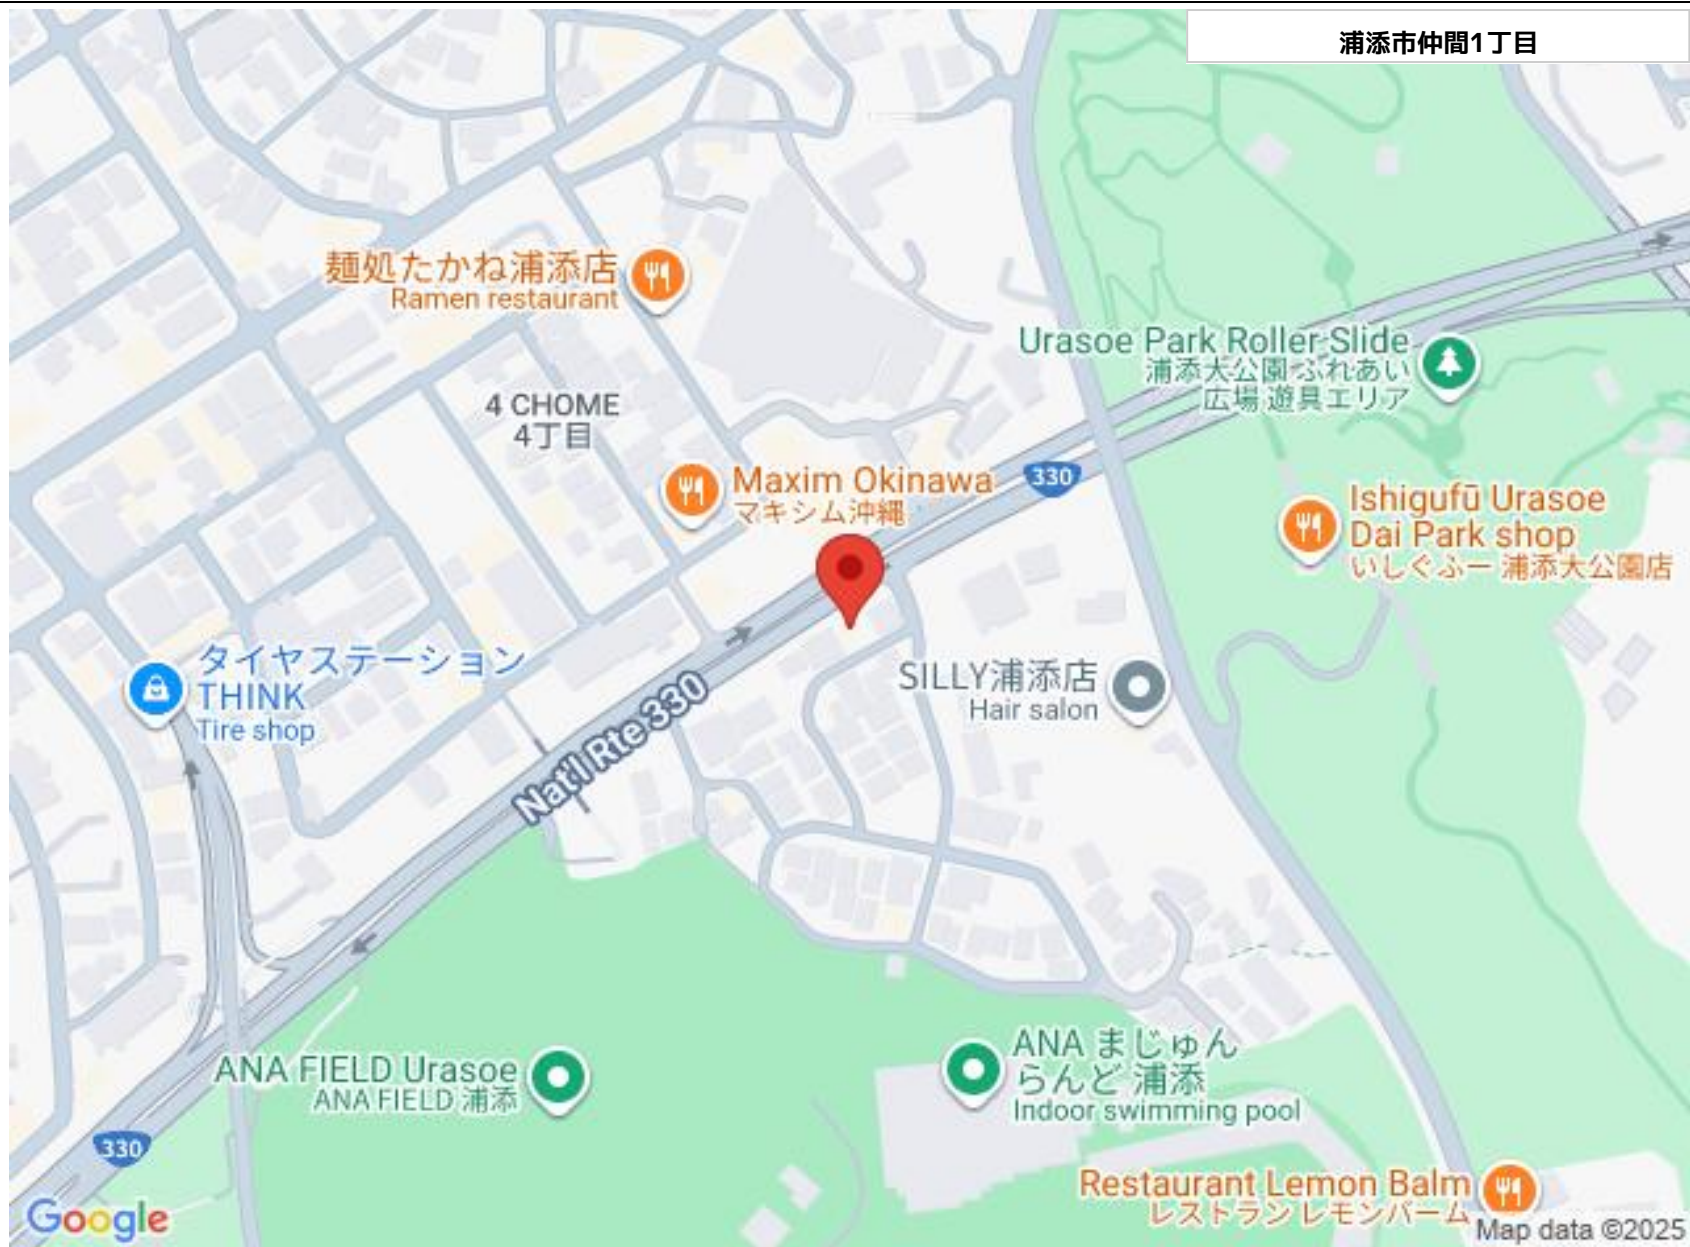 浦添市仲間1丁目
麺処たかね浦添店
Ramen restaurant
Urasoe Park Roller Slide
浦添大公園 ふれあい
広場 遊具エリア
4 CHOME
4丁目
Maxim Okinawa
マキシム沖縄
330
Ishigufū Urasoe
Dai Park shop
いしぐふー 浦添大公園店
タイヤステーション
THINK
Tire shop
SILLY浦添店
Hair salon
Nat'l Rte 330
ANA FIELD Urasoe
ANA FIELD 浦添
ANA まじゅん
らんど 浦添
Indoor swimming pool
330
Restaurant Lemon Balm
レストラン レモンバーム
Google
Map data ©2025